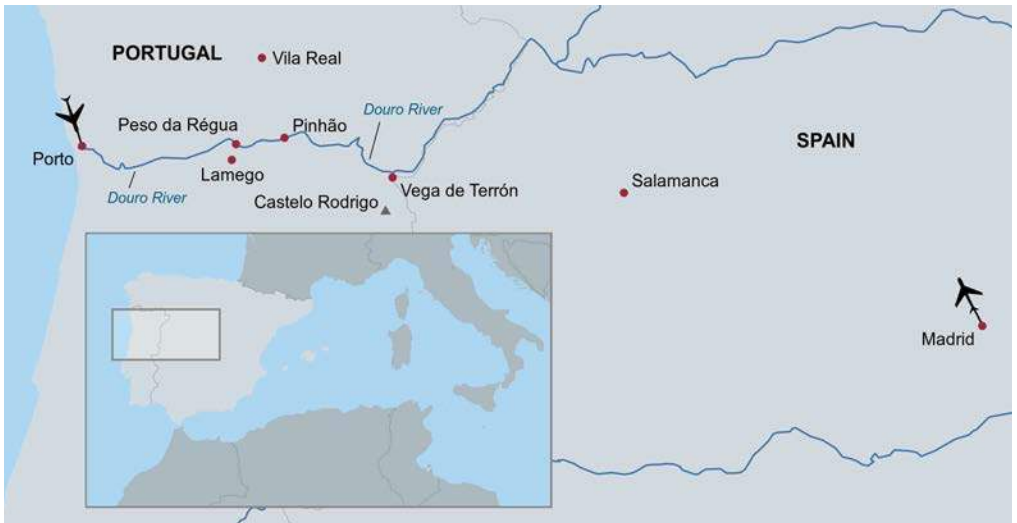 PORTUGAL
Vila Real
Douro River
Peso da Régua
Pinhão
SPAIN
Porto
Lamego
Douro River
Vega de Terrón
Salamanca
Castelo Rodrigo
Madrid